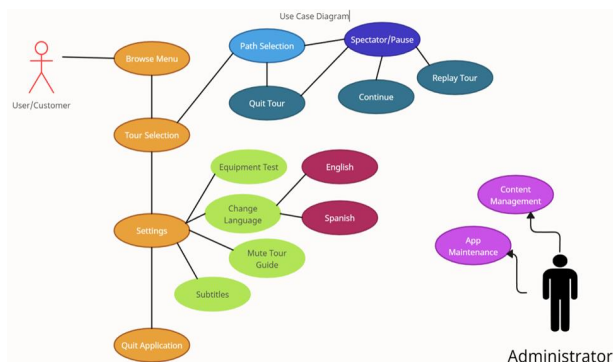 Use Case Diagram
Path Selection
Spectator/Pause
Browse Menu
Replay Tour
Quit Tour
Continue
User/Customer
Tour Selection
Equipment Test
English
Content
Management
Change
Language
Spanish
Settings
App
Maintenance
Mute Tour
Guide
Subtitles
Quit Application
Administrator